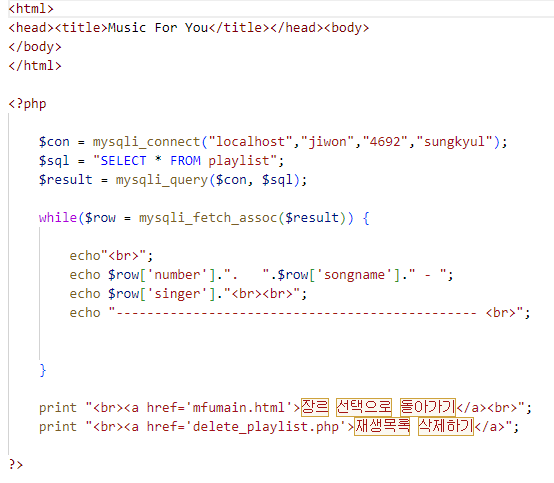 <html>
<head><title>Music For You</title></head><body>
</body>
</html>

<?php

    $con = mysqli_connect("localhost","jiwon","4692","sungkyul");
    $sql = "SELECT * FROM playlist";
    $result = mysqli_query($con, $sql);

    while($row = mysqli_fetch_assoc($result)) {

        echo"<br>";
        echo $row['number'].".   ".$row['songname']." - ";
        echo $row['singer']."<br><br>";
        echo "----------------------------------------------- <br>";


    }

    print "<br><a href='mfumain.html'>장르 선택으로 돌아가기</a><br>";
    print "<br><a href='delete_playlist.php'>재생목록 삭제하기</a>";

?>